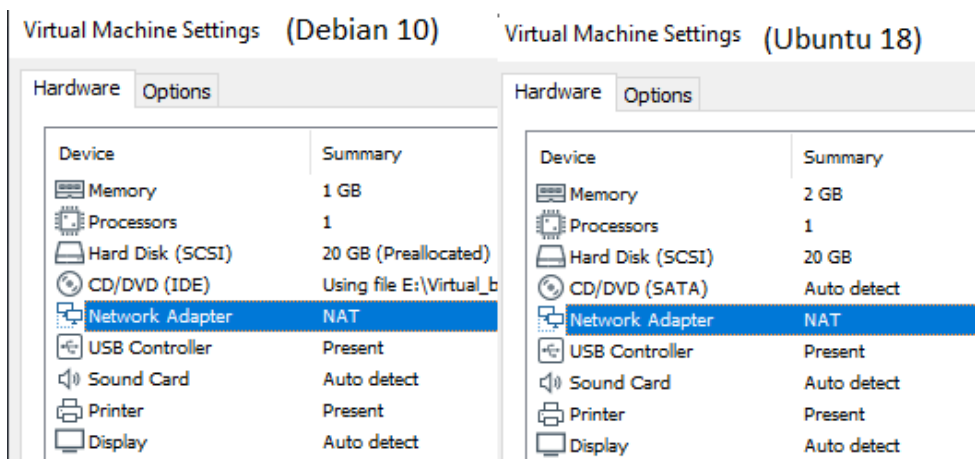 Virtual Machine Settings (Debian 10)
Hardware Options
Device Summary
Memory 1 GB
Processors 1
Hard Disk (SCSI) 20 GB (Preallocated)
CD/DVD (IDE) Using file E:\Virtual_b
Network Adapter NAT
USB Controller Present
Sound Card Auto detect
Printer Present
Display Auto detect
Virtual Machine Settings (Ubuntu 18)
Hardware Options
Device Summary
Memory 2 GB
Processors 1
Hard Disk (SCSI) 20 GB
CD/DVD (SATA) Auto detect
Network Adapter NAT
USB Controller Present
Sound Card Auto detect
Printer Present
Display Auto detect